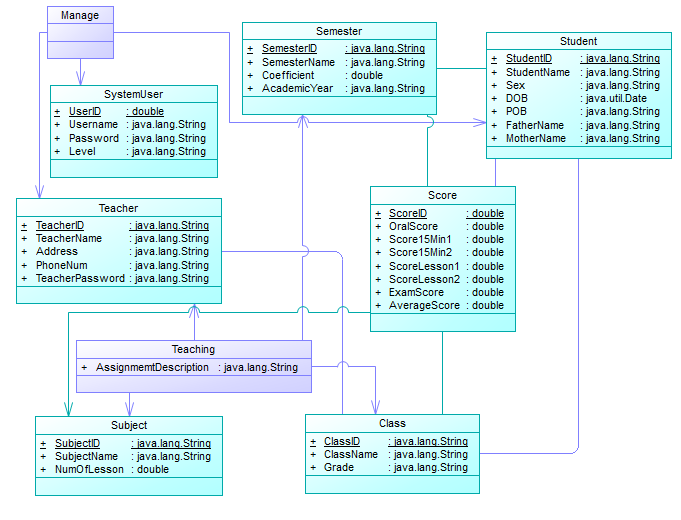 Manage
Semester
+ SemesterID : java.lang.String
+ SemesterName : java.lang.String
+ Coefficient : double
+ AcademicYear : java.lang.String
Student
+ StudentID : java.lang.String
+ StudentName : java.lang.String
+ Sex : java.lang.String
+ DOB : java.util.Date
+ POB : java.lang.String
+ FatherName : java.lang.String
+ MotherName : java.lang.String
SystemUser
+ UserID : double
+ Username : java.lang.String
+ Password : java.lang.String
+ Level : java.lang.String
Teacher
+ TeacherID : java.lang.String
+ TeacherName : java.lang.String
+ Address : java.lang.String
+ PhoneNum : java.lang.String
+ TeacherPassword : java.lang.String
Score
+ ScoreID : double
+ OralScore : double
+ Score15Min1 : double
+ Score15Min2 : double
+ ScoreLesson1 : double
+ ScoreLesson2 : double
+ ExamScore : double
+ AverageScore : double
Teaching
+ AssignmemtDescription : java.lang.String
Subject
+ SubjectID : java.lang.String
+ SubjectName : java.lang.String
+ NumOfLesson : double
Class
+ ClassID : java.lang.String
+ ClassName : java.lang.String
+ Grade : java.lang.String